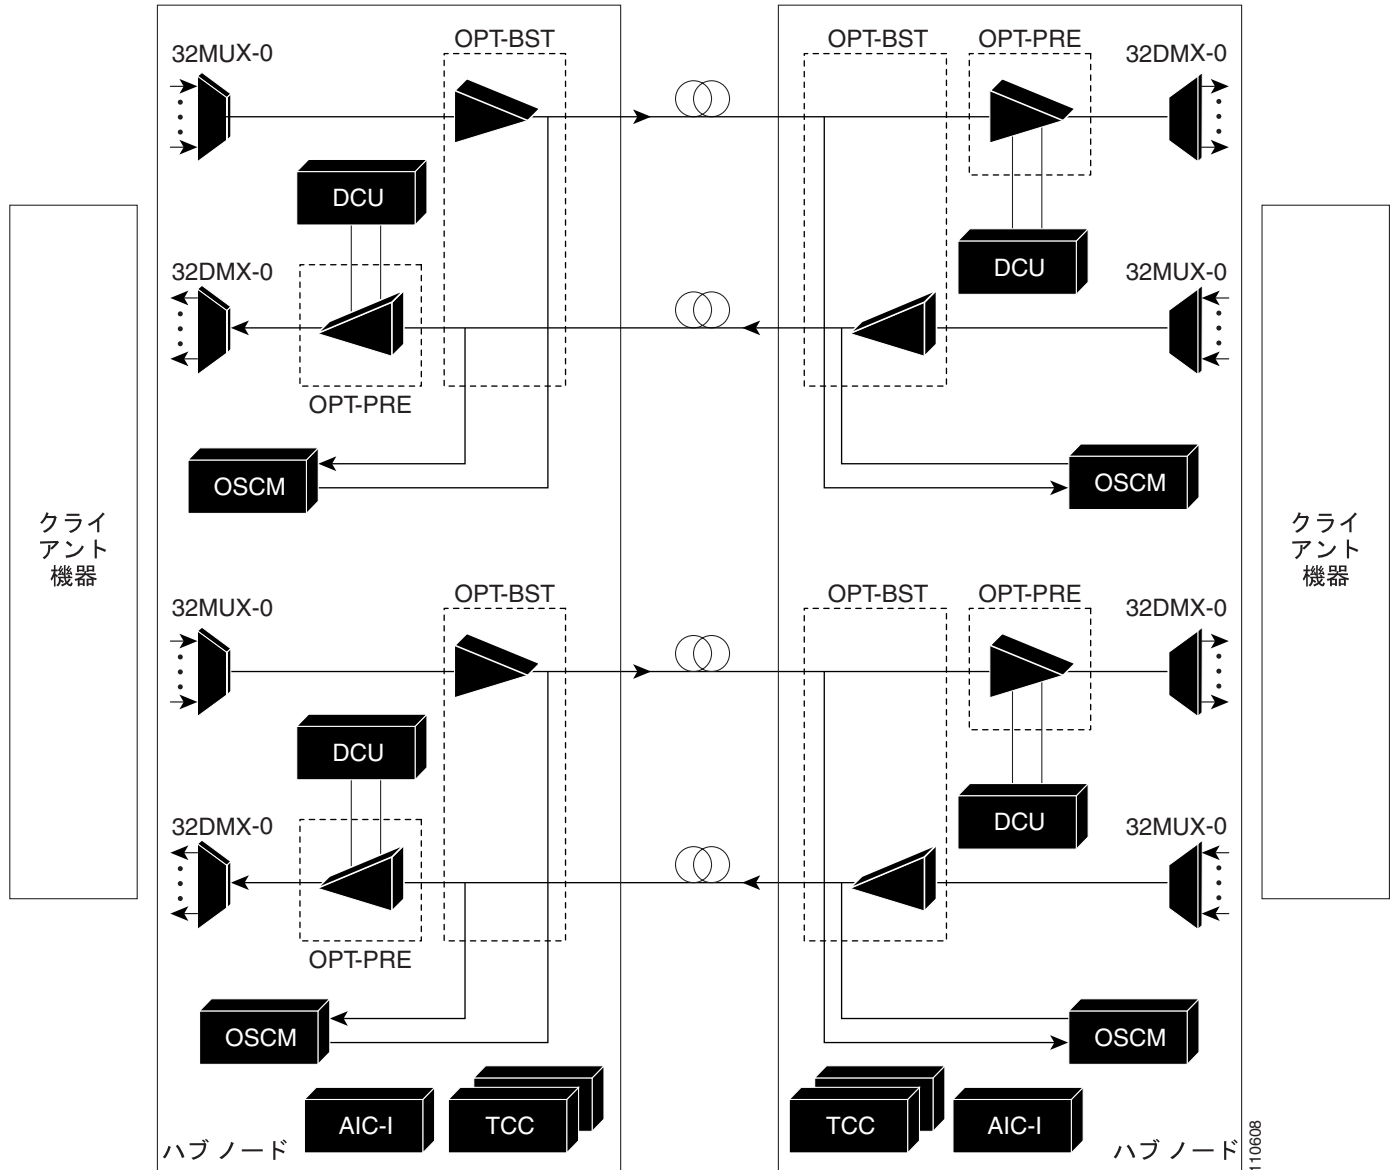 OPT-BST
OPT-BST
OPT-PRE
32MUX-0
32DMX-0
DCU
DCU
32DMX-0
32MUX-0
OPT-PRE
OSCM
OSCM
クライ
アント
機器
クライ
アント
機器
OPT-BST
OPT-BST
OPT-PRE
32MUX-0
32DMX-0
DCU
DCU
32DMX-0
32MUX-0
OPT-PRE
OSCM
OSCM
AIC-I
TCC
TCC
AIC-I
ハブ ノード
ハブ ノード
110608